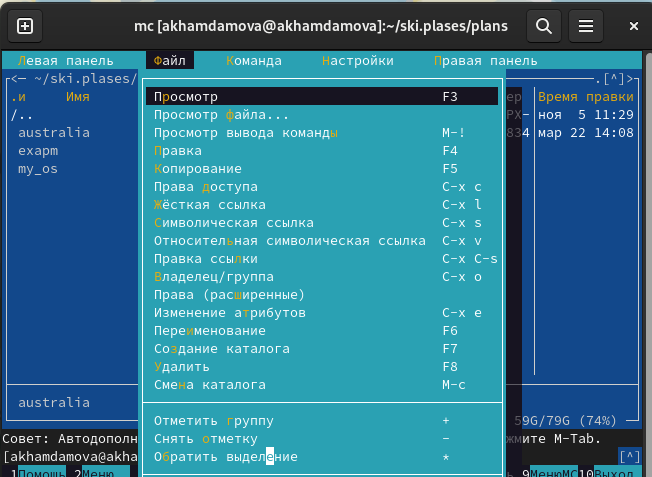 mc [akhamdamova@akhamdamova]:~/ski.plases/plans
Левая панель Файл Команда Настройки Правая панель
<─ ~/ski.plases/ .[^]>
.и Имя ер Время правки
Просмотр F3
/.. РХ- ноя 5 11:29
Просмотр файла...
australia 834 мар 22 14:08
Просмотр вывода команды M-!
exapm
Правка F4
my_os
Копирование F5
Права доступа C-x c
Жёсткая ссылка C-x l
Символическая ссылка C-x s
Относительная символическая ссылка C-x v
Правка ссылки C-x C-s
Владелец/группа C-x o
Права (расширенные)
Изменение атрибутов C-x e
Переименование F6
Создание каталога F7
Удалить F8
Смена каталога M-c
australia
Отметить группу +
59G/79G (74%)
Снять отметку -
Совет: Автодополн жмите M-Tab.
Обратить выделение *
[akhamdamova@akha [^]
1Помощь 2Меню 9МенюMC 10Выход